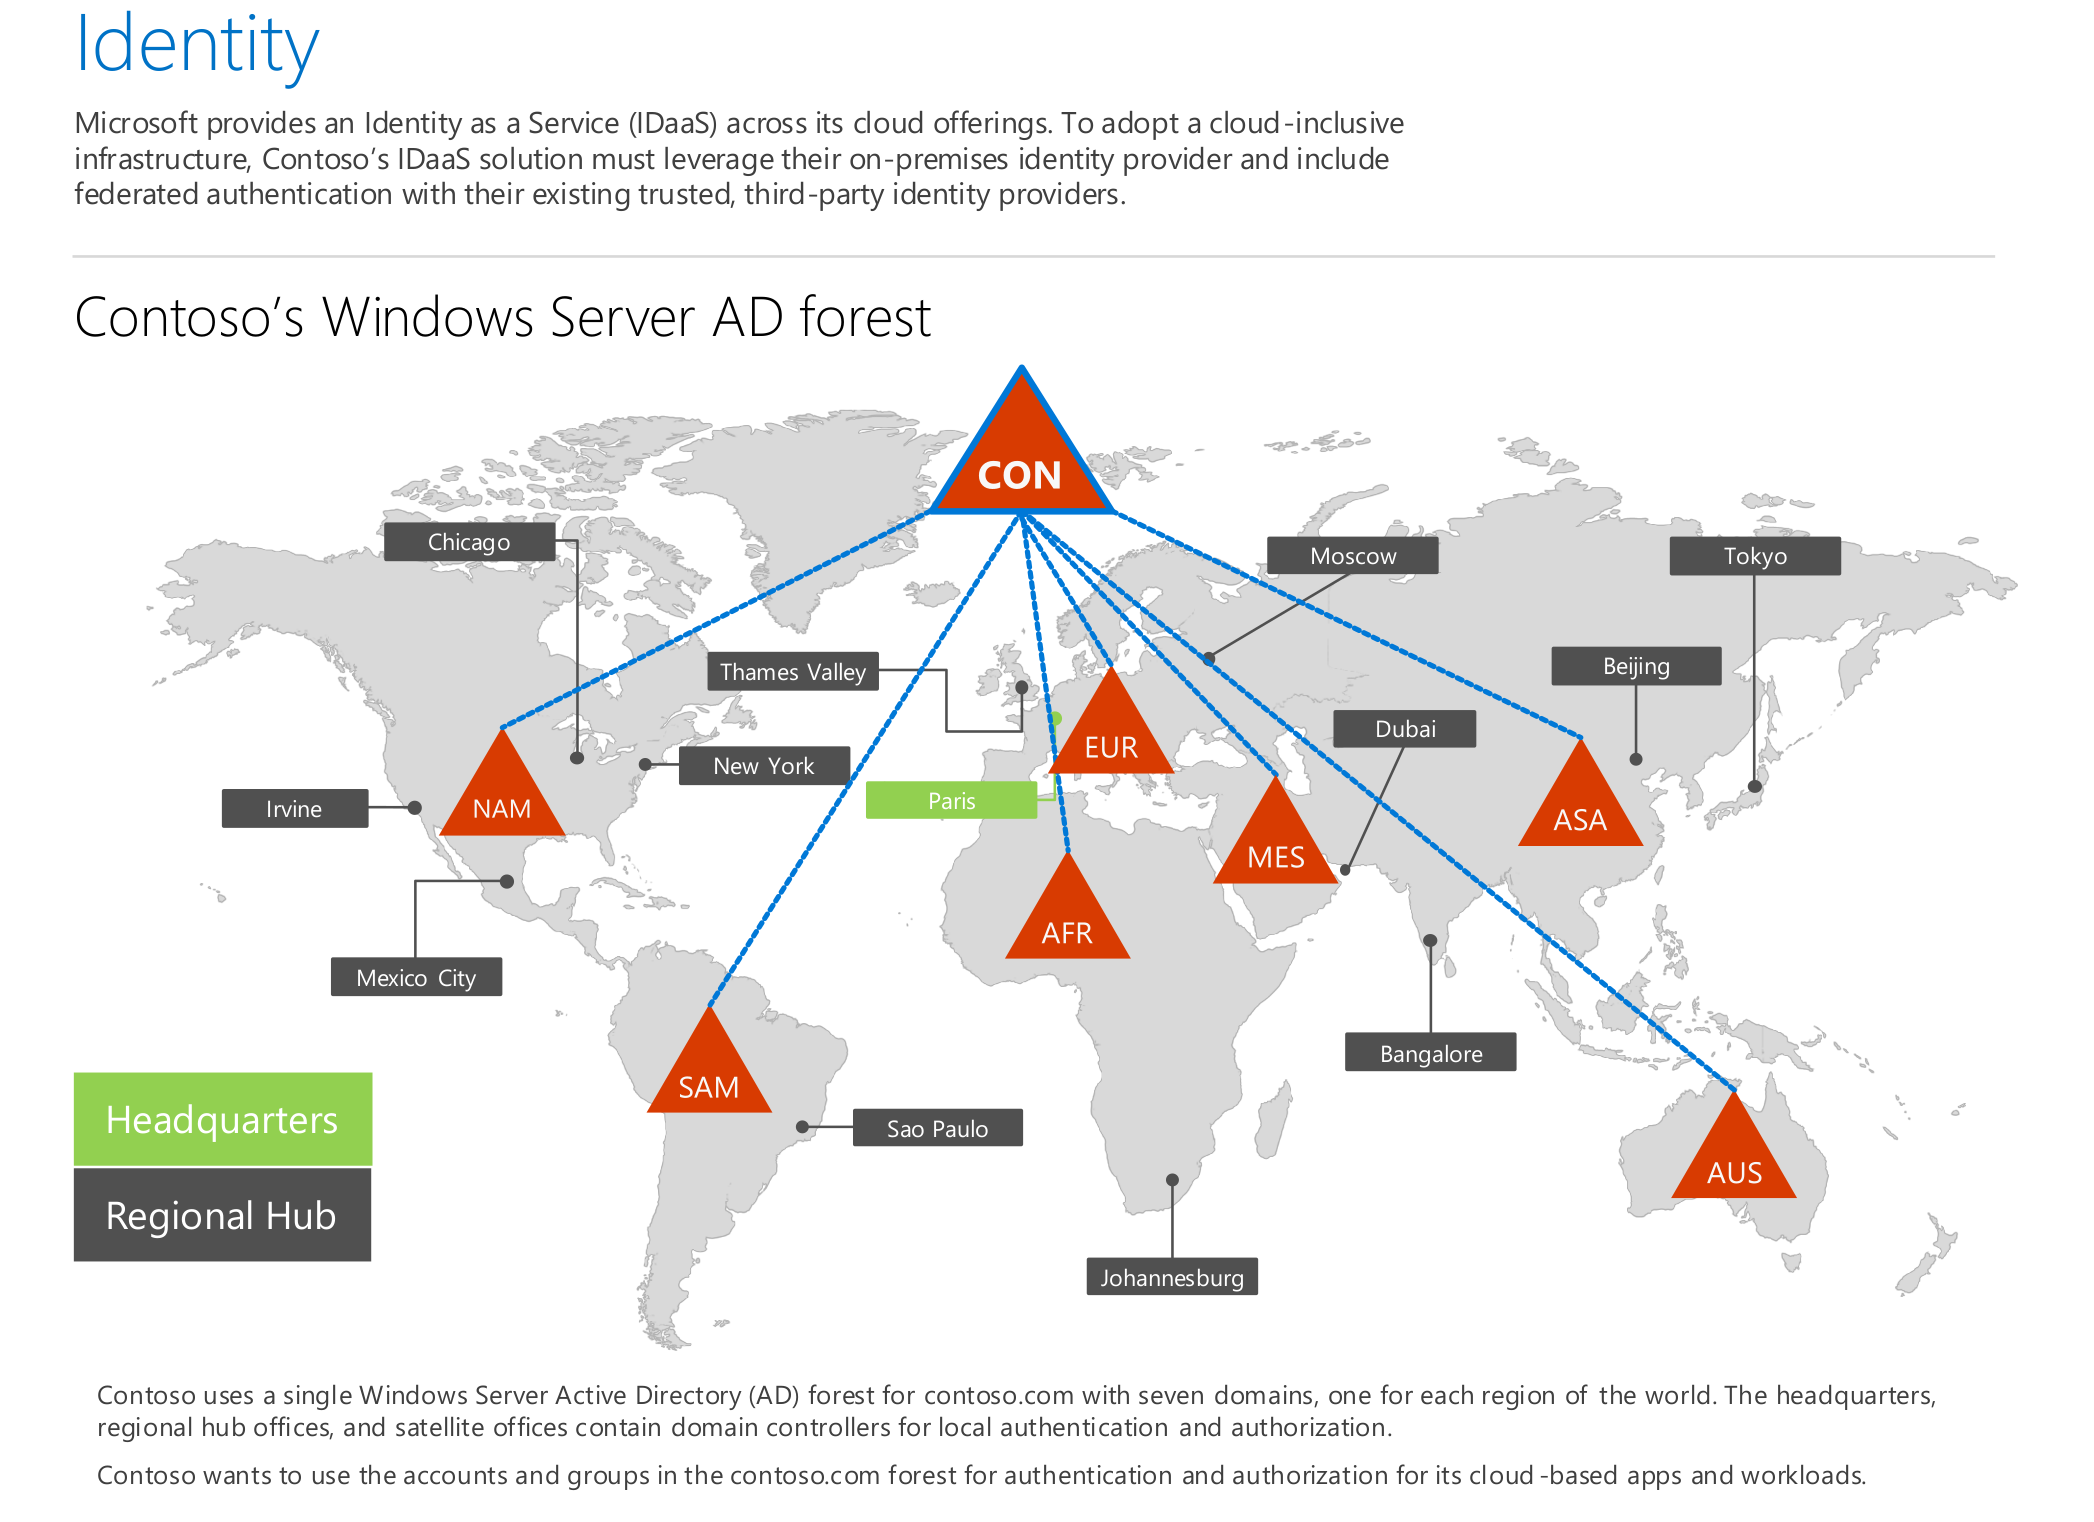 Identity
Microsoft provides an Identity as a Service (IDaaS) across its cloud offerings. To adopt a cloud-inclusive
infrastructure, Contoso’s IDaaS solution must leverage their on-premises identity provider and include
federated authentication with their existing trusted, third-party identity providers.
Contoso’s Windows Server AD forest
CON
Chicago
Moscow
Tokyo
Thames Valley
Beijing
Dubai
EUR
New York
Paris
Irvine
NAM
ASA
MES
AFR
Mexico City
Bangalore
SAM
Headquarters
Sao Paulo
AUS
Regional Hub
Johannesburg
Contoso uses a single Windows Server Active Directory (AD) forest for contoso.com with seven domains, one for each region of the world. The headquarters,
regional hub offices, and satellite offices contain domain controllers for local authentication and authorization.
Contoso wants to use the accounts and groups in the contoso.com forest for authentication and authorization for its cloud-based apps and workloads.